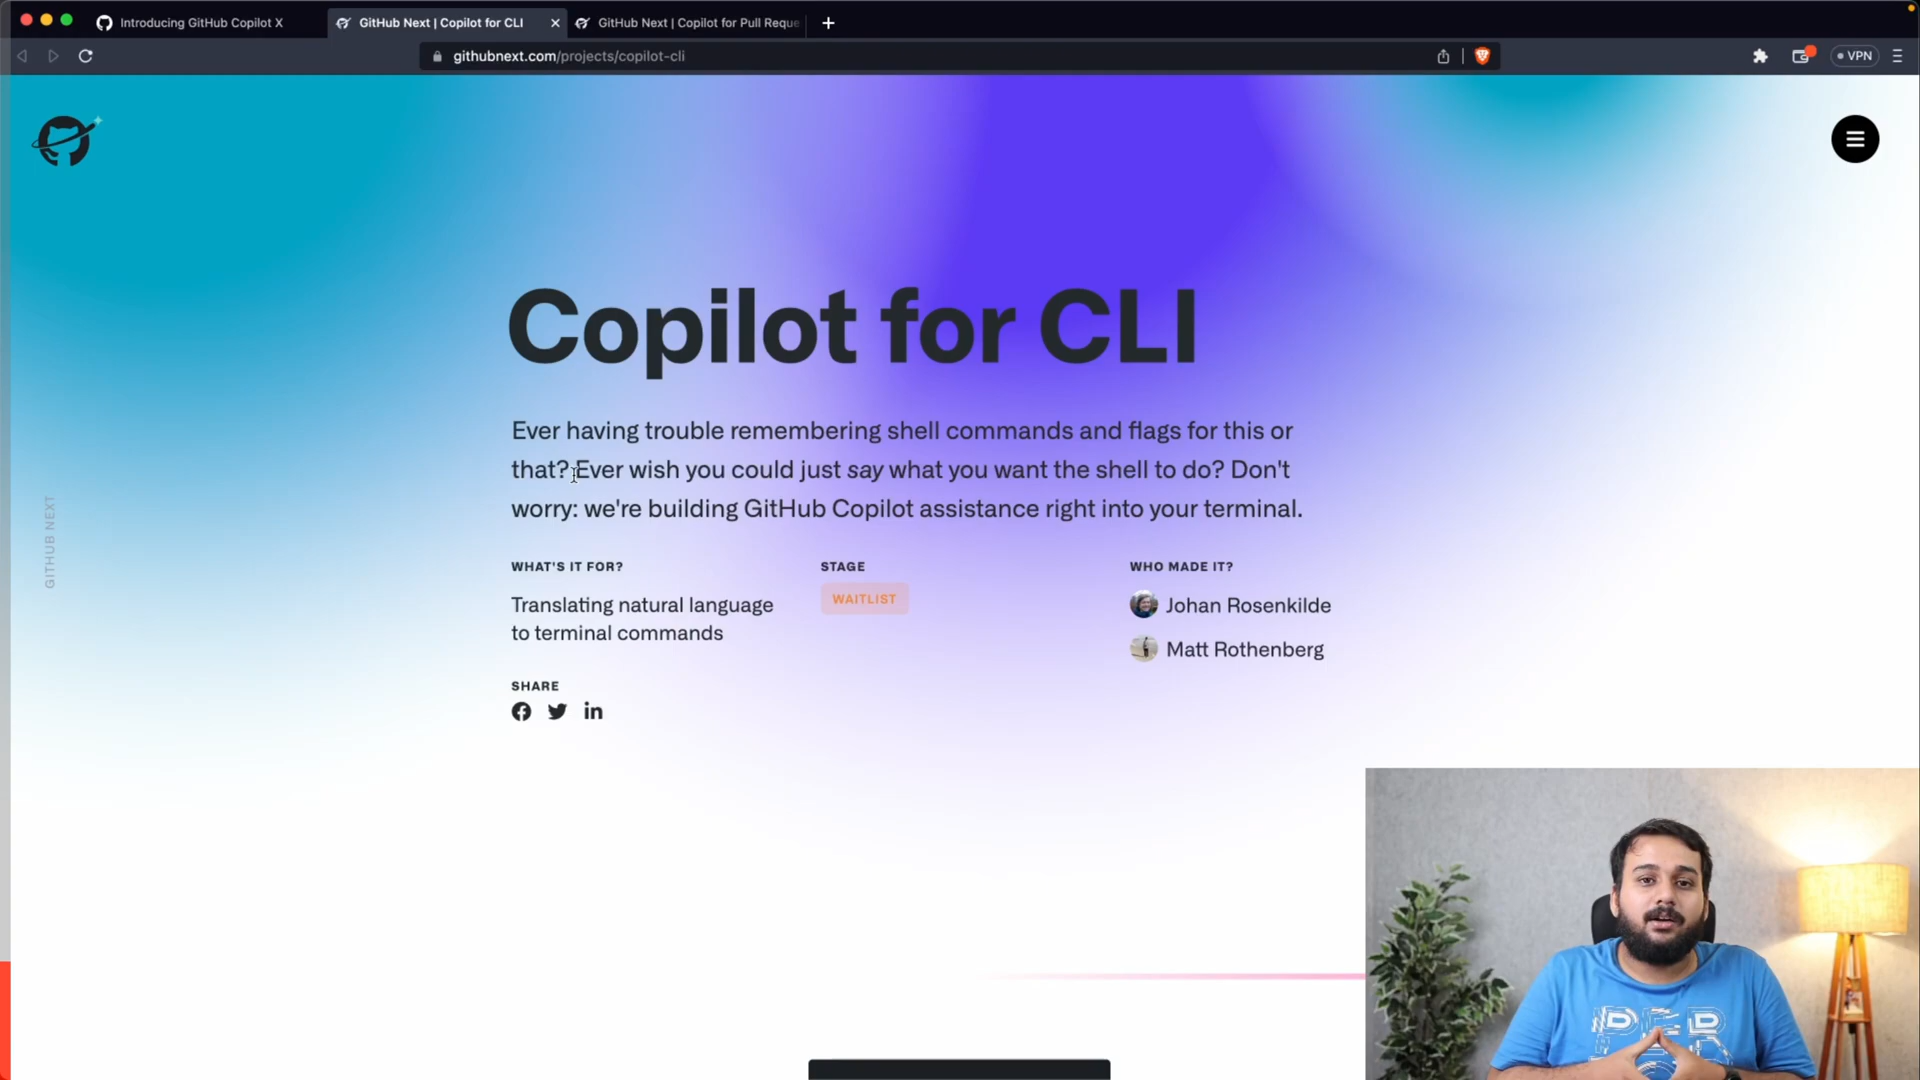 Introducing GitHub Copilot X
GitHub Next | Copilot for CLI
GitHub Next | Copilot for Pull Reque
githubnext.com/projects/copilot-cli
VPN
Copilot for CLI
Ever having trouble remembering shell commands and flags for this or
that? Ever wish you could just say what you want the shell to do? Don't
worry: we're building GitHub Copilot assistance right into your terminal.
GITHUB NEXT
WHAT'S IT FOR?
Translating natural language
to terminal commands
STAGE
WAITLIST
WHO MADE IT?
Johan Rosenkilde
Matt Rothenberg
SHARE